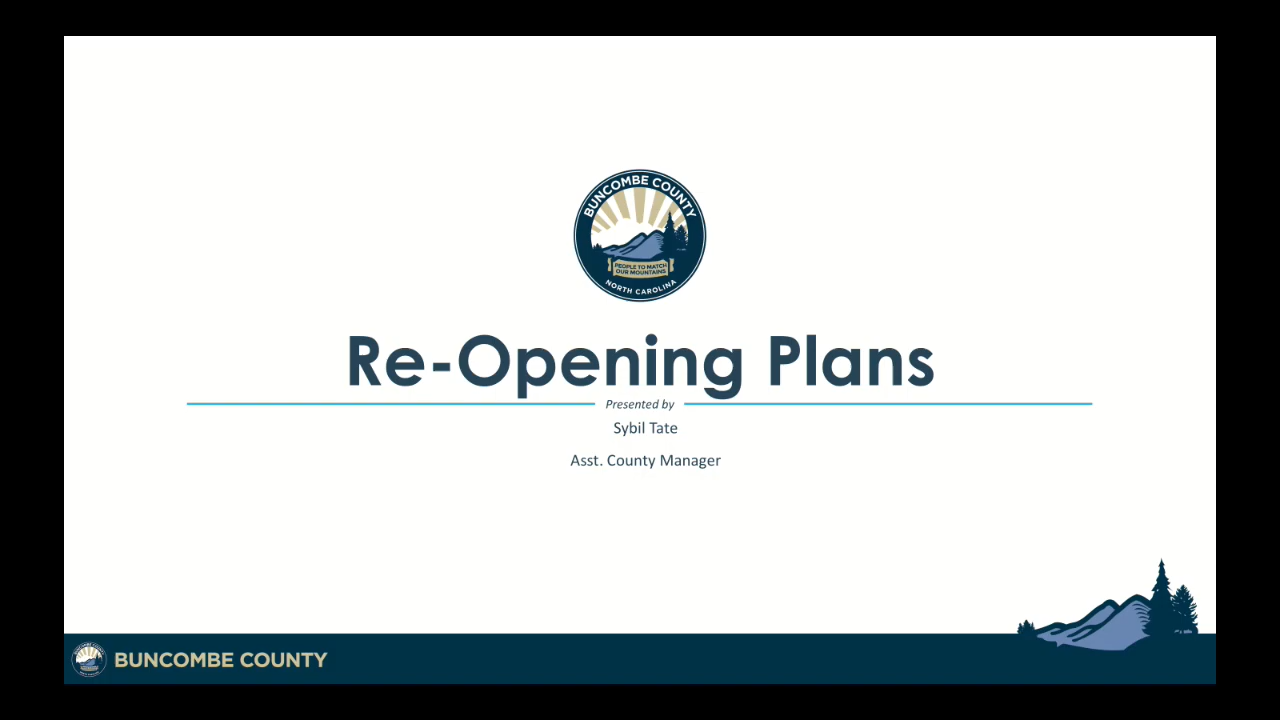 BUNCOMBE COUNTY
PEOPLE TO MATCH
OUR MOUNTAINS
NORTH CAROLINA
Re-Opening Plans
Presented by
Sybil Tate
Asst. County Manager
BUNCOMBE COUNTY